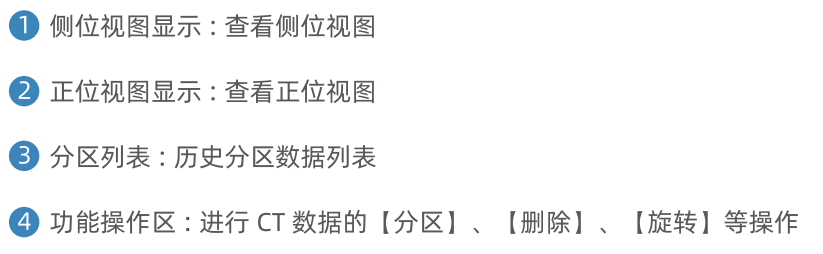 1 侧位视图显示：查看侧位视图
2 正位视图显示：查看正位视图
3 分区列表：历史分区数据列表
4 功能操作区：进行 CT 数据的【分区】、【删除】、【旋转】等操作